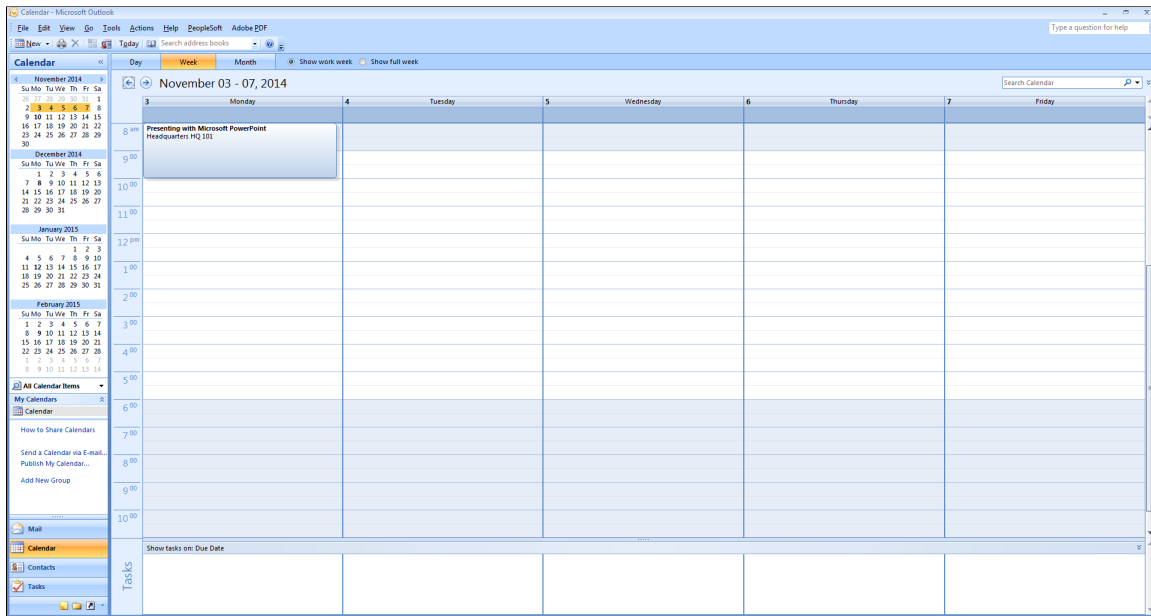 Calendar - Microsoft Outlook
File Edit View Go Tools Actions Help PeopleSoft Adobe PDF
Type a question for help
New Today Search address books
Calendar «
Day Week Month Show work week Show full week
November 03 - 07, 2014
Search Calendar
November 2014
Su Mo Tu We Th Fr Sa
26 27 28 29 30 31 1
2 3 4 5 6 7 8
9 10 11 12 13 14 15
16 17 18 19 20 21 22
23 24 25 26 27 28 29
30
December 2014
Su Mo Tu We Th Fr Sa
1 2 3 4 5 6
7 8 9 10 11 12 13
14 15 16 17 18 19 20
21 22 23 24 25 26 27
28 29 30 31
January 2015
Su Mo Tu We Th Fr Sa
1 2 3
4 5 6 7 8 9 10
11 12 13 14 15 16 17
18 19 20 21 22 23 24
25 26 27 28 29 30 31
February 2015
Su Mo Tu We Th Fr Sa
1 2 3 4 5 6 7
8 9 10 11 12 13 14
15 16 17 18 19 20 21
22 23 24 25 26 27 28
1 2 3 4 5 6 7
8 9 10 11 12 13 14
All Calendar Items
My Calendars
Calendar
How to Share Calendars
Send a Calendar via E-mail...
Publish My Calendar...
Add New Group
Mail
Calendar
Contacts
Tasks
3 Monday 4 Tuesday 5 Wednesday 6 Thursday 7 Friday
8 am
Presenting with Microsoft PowerPoint
Headquarters HQ 101
9 00
10 00
11 00
12 pm
1 00
2 00
3 00
4 00
5 00
6 00
7 00
8 00
9 00
10 00
Show tasks on: Due Date
Tasks